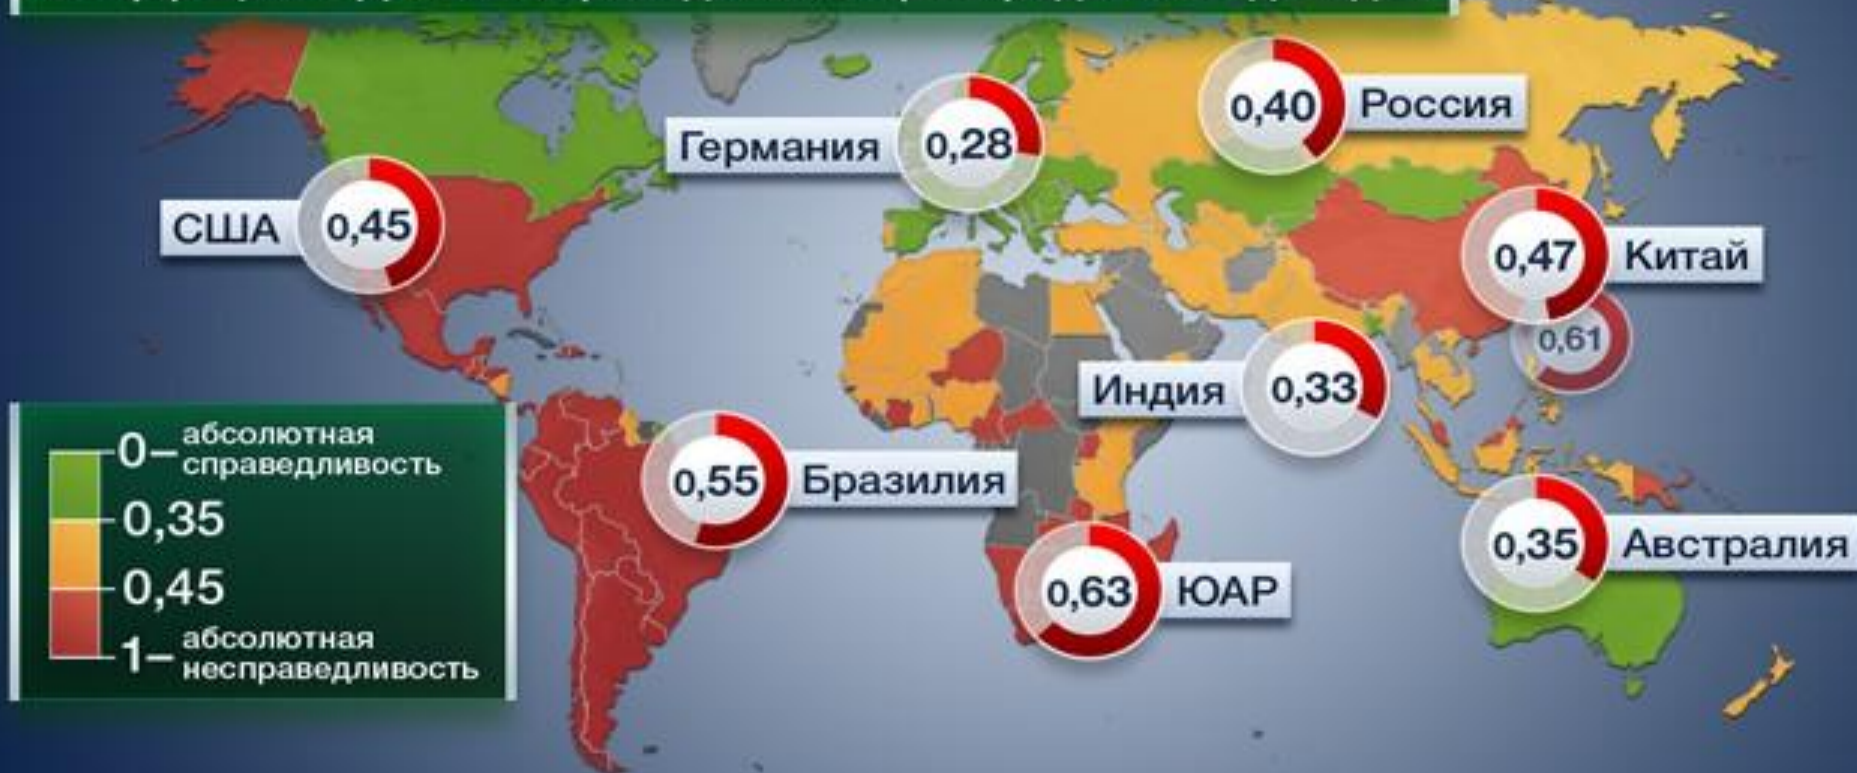 0,40 Россия
Германия 0,28
США 0,45
0,47 Китай
0,61
Индия 0,33
0,55 Бразилия
0,35 Австралия
0,63 ЮАР
0– абсолютная
справедливость
0,35
0,45
1– абсолютная
несправедливость